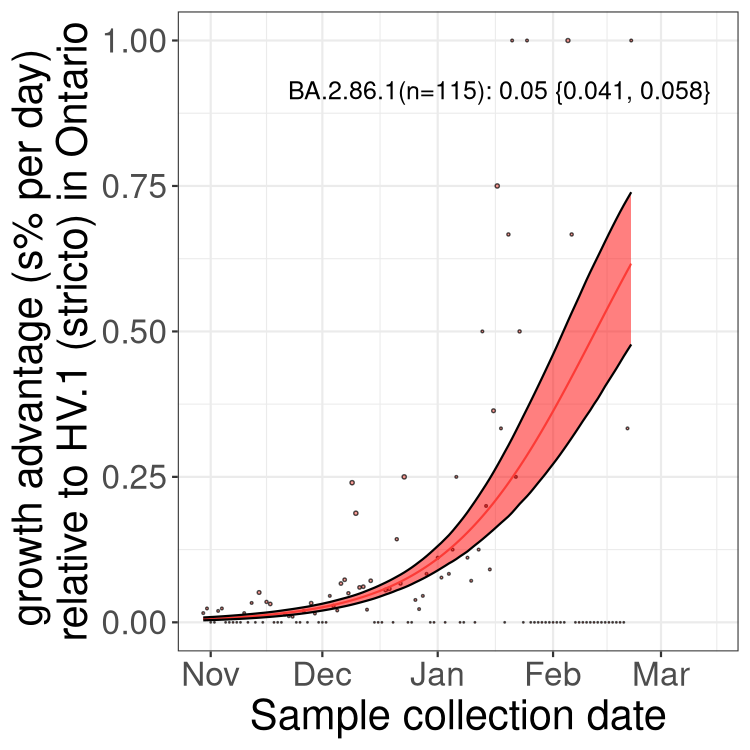 growth advantage (s% per day)
relative to HV.1 (stricto) in Ontario
1.00
0.75
0.50
0.25
0.00
BA.2.86.1(n=115): 0.05 {0.041, 0.058}
Nov Dec Jan Feb Mar
Sample collection date